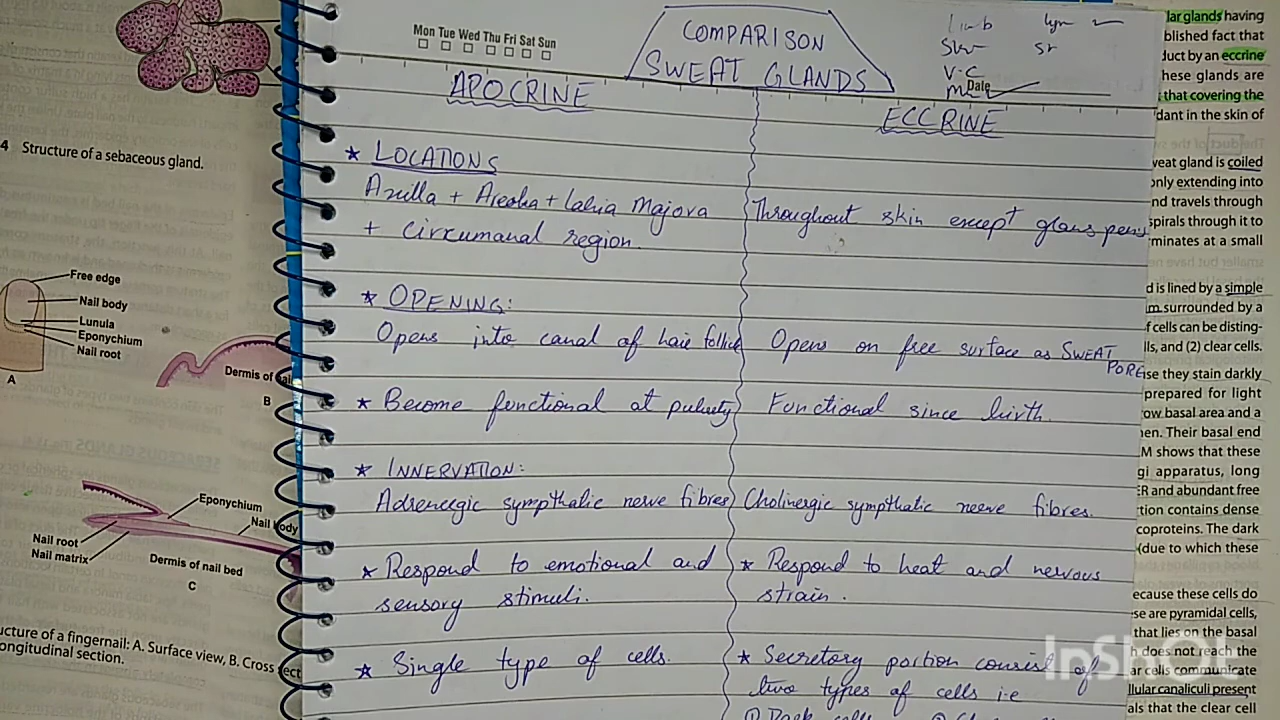 4 Structure of a sebaceous gland.
Free edge
Nail body
Lunula
Eponychium
Nail root
A
Dermis of nail
B
Eponychium
Nail body
Nail root
Nail matrix
Dermis of nail bed
C
ucture of a fingernail: A. Surface view, B. Cross sect
ongitudinal section.
Mon Tue Wed Thu Fri Sat Sun
COMPARISON
SWEAT GLANDS
V.C
Date
APOCRINE
ECCRINE
* LOCATIONS
Axilla + Areola + Labia Majora
+ circumanal region.
Throughout skin except glans penis
* OPENING:
Opens into canal of hair follicle
Opens on free surface as SWEAT
PORE
* Become functional at puberty
Functional since birth.
* INNERVATION:
Adrenergic sympthatic nerve fibres
Cholinergic sympthatic nerve fibres.
* Respond to emotional and
sensory stimuli.
* Respond to heat and nervous
strain.
* Single type of cells.
* Secretory portion consist of
two types of cells i.e
InShOt
lar glands having
blished fact that
duct by an eccrine
hese glands are
that covering the
dant in the skin of
weat gland is coiled
only extending into
nd travels through
spirals through it to
rminates at a small
d is lined by a simple
m surrounded by a
f cells can be disting-
lls, and (2) clear cells.
se they stain darkly
prepared for light
ow basal area and a
en. Their basal end
M shows that these
gi apparatus, long
ER and abundant free
tion contains dense
coproteins. The dark
(due to which these
ecause these cells do
se are pyramidal cells,
that lies on the basal
h does not reach the
ar cells communicate
llular canaliculi present
als that the clear cell